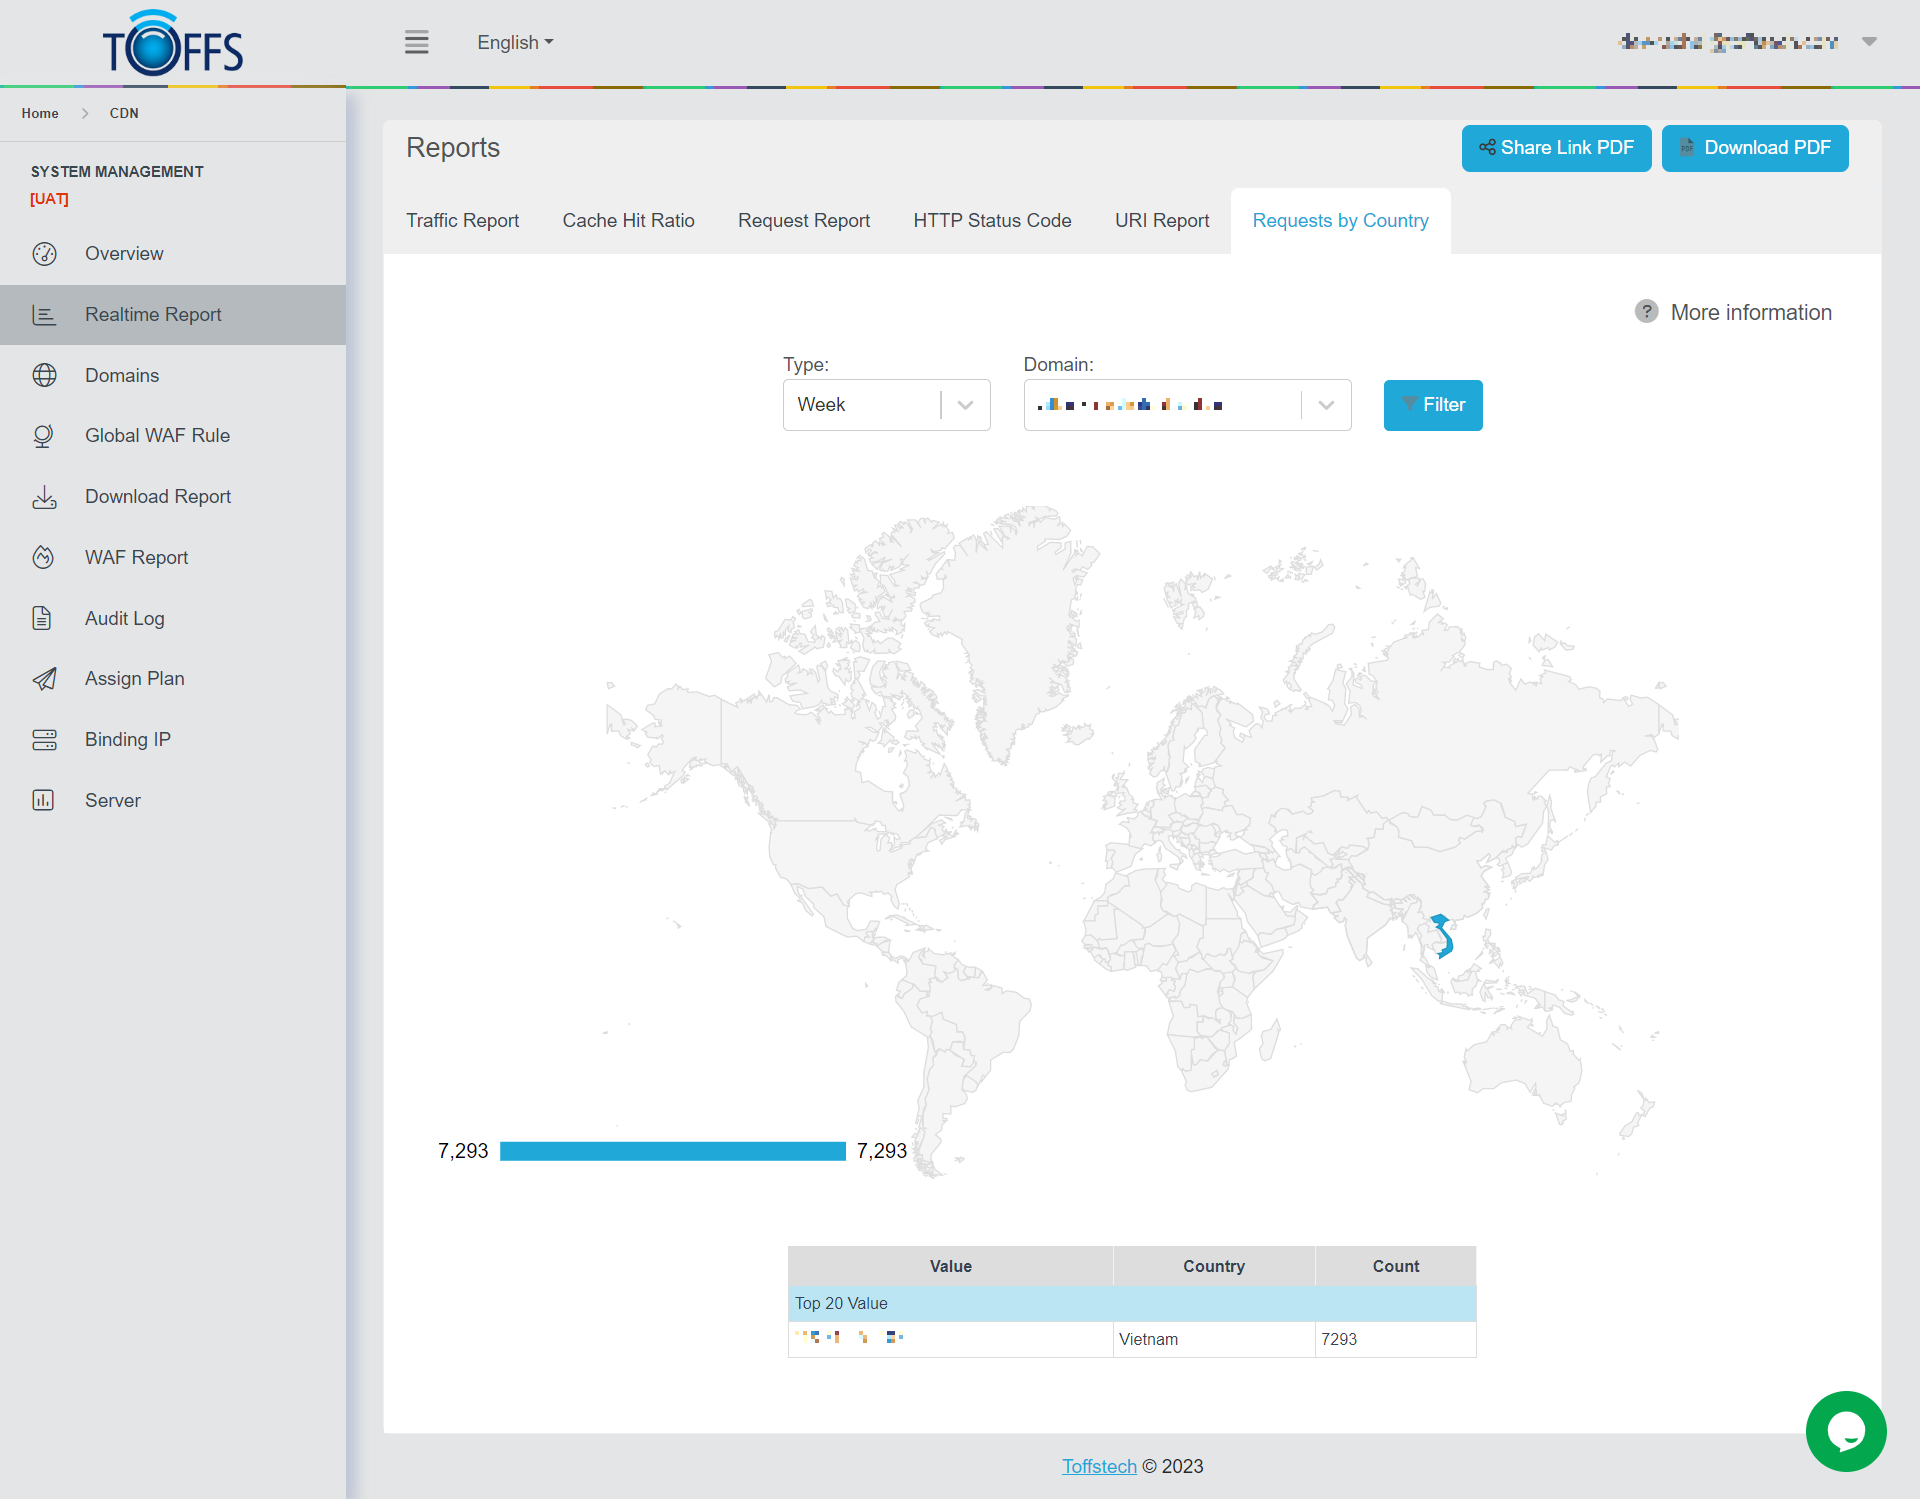 TOFFS
English
Home > CDN
SYSTEM MANAGEMENT
[UAT]
Overview
Realtime Report
Domains
Global WAF Rule
Download Report
WAF Report
Audit Log
Assign Plan
Binding IP
Server
Reports
Share Link PDF
PDF Download PDF
Traffic Report Cache Hit Ratio Request Report HTTP Status Code URI Report Requests by Country
? More information
Type: Domain:
Week Filter
7,293 7,293
Value Country Count
Top 20 Value
Vietnam 7293
Toffstech © 2023